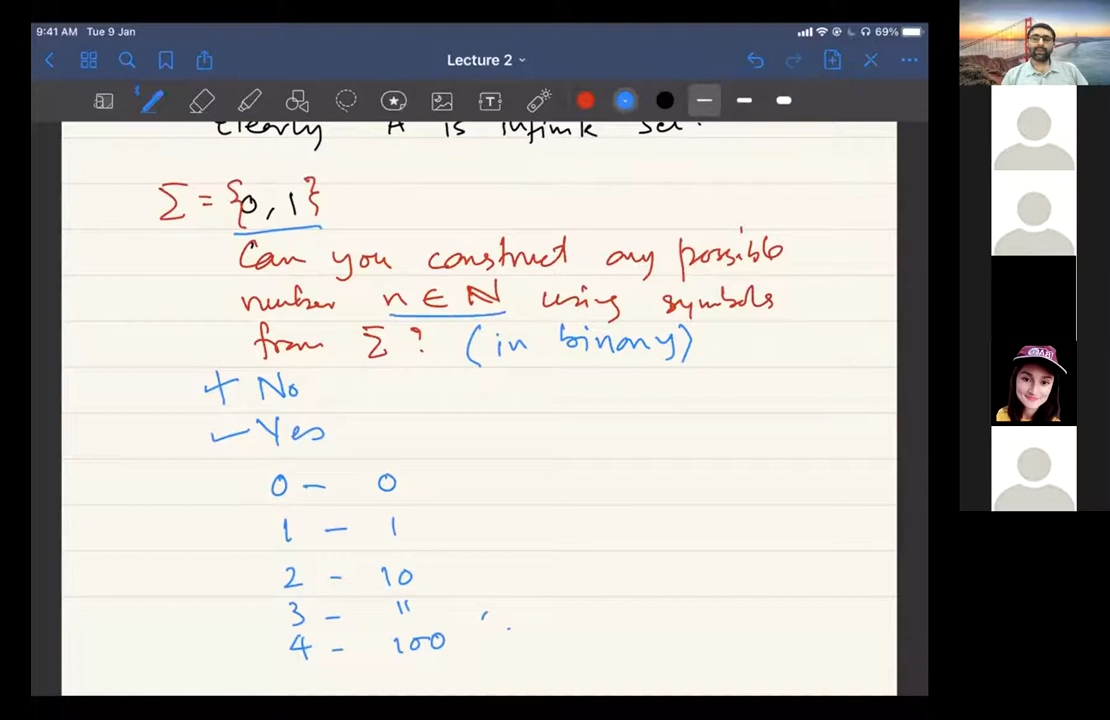 9:41 AM Tue 9 Jan
69%
Lecture 2
clearly A is infinite set.
Σ = {0, 1}
Can you construct any possible
number n ∈ ℕ using symbols
from Σ ? (in binary)
+ No
Yes
0 - 0
1 - 1
2 - 10
3 - 11
4 - 100